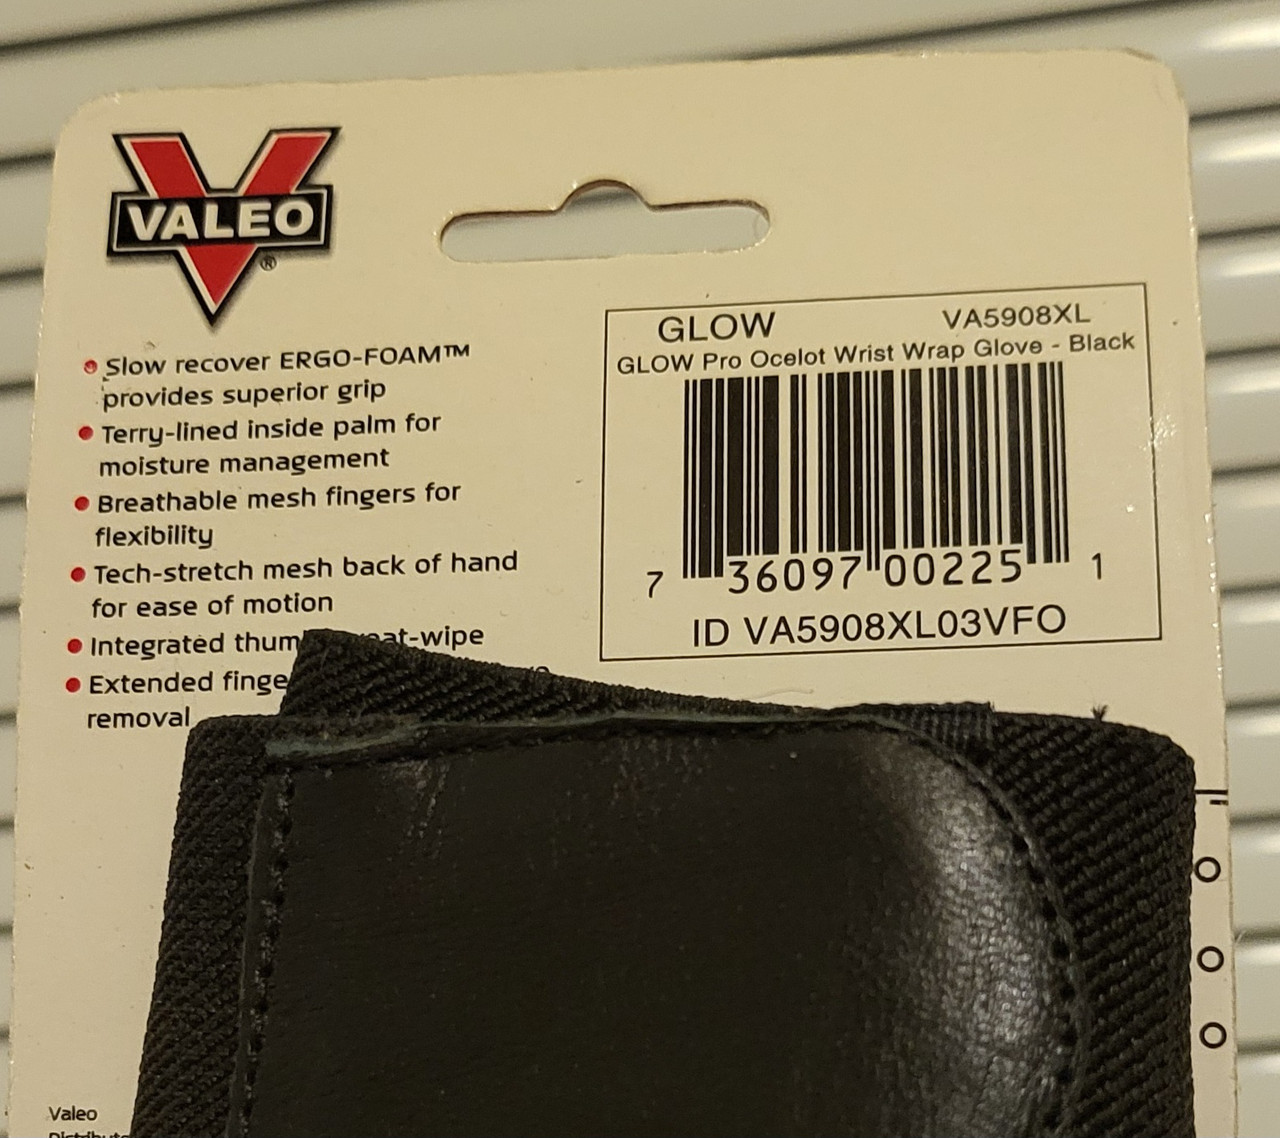 VALEO
®
• Slow recover ERGO-FOAM™
provides superior grip
• Terry-lined inside palm for
moisture management
• Breathable mesh fingers for
flexibility
• Tech-stretch mesh back of hand
for ease of motion
• Integrated
• Extended
removal
GLOW VA5908XL
GLOW Pro Ocelot Wrist Wrap Glove - Black
7 36097 00225 1
ID VA5908XL03VFO
Valeo